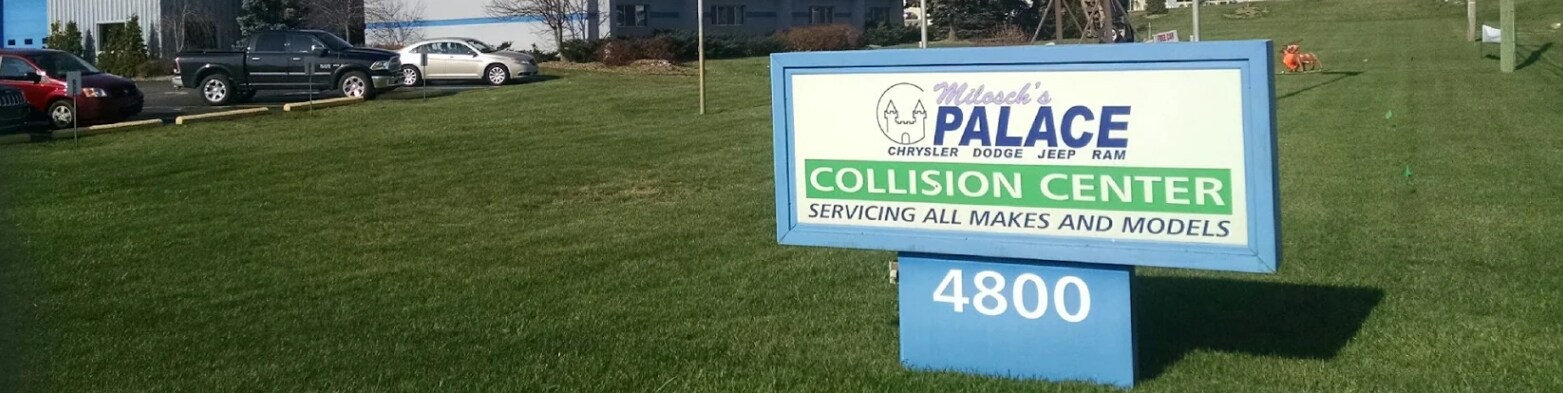 Milosch's
PALACE
CHRYSLER DODGE JEEP RAM
COLLISION CENTER
SERVICING ALL MAKES AND MODELS
4800